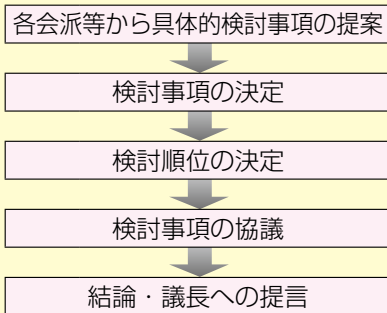 各会派等から具体的検討事項の提案
検討事項の決定
検討順位の決定
検討事項の協議
結論・議長への提言